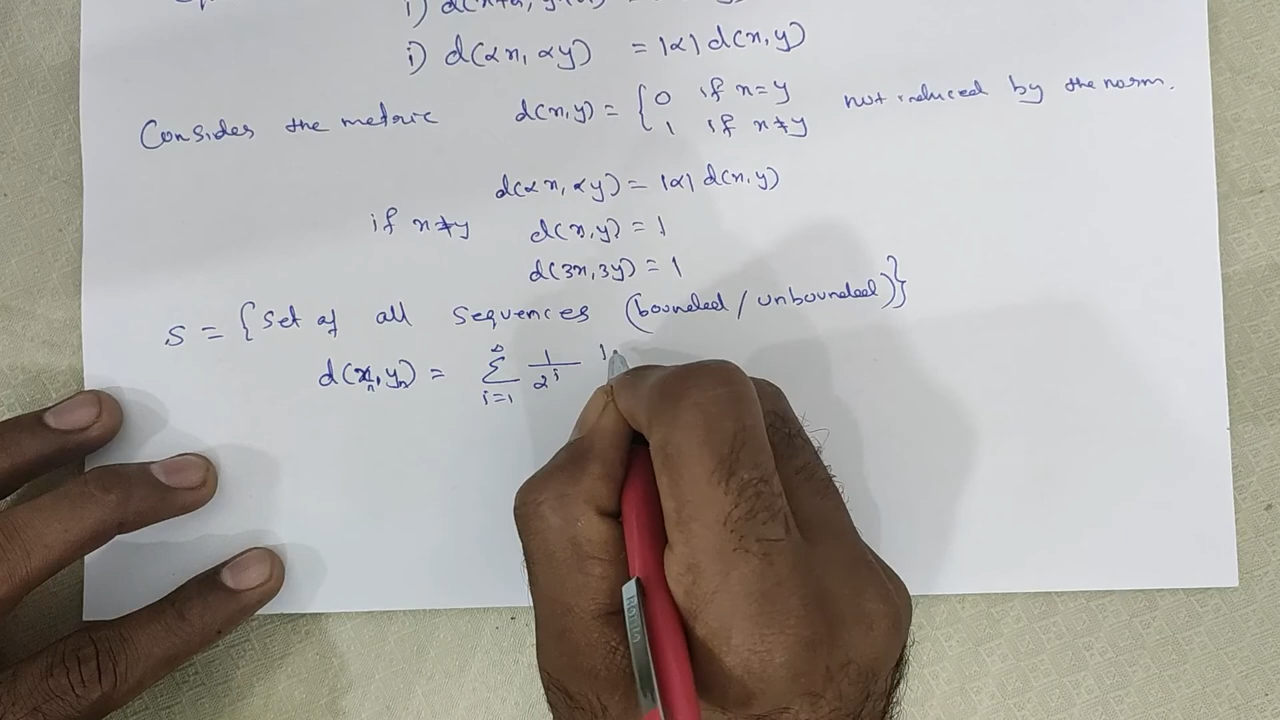 i) d(αx, αy) = |α| d(x,y)
Consider the metric d(x,y) = { 0 if x=y
1 if x≠y not induced by the norm.
d(αx, αy) = |α| d(x,y)
if x≠y d(x,y) = 1
d(3x,3y) = 1
S = {Set of all sequences (bounded / unbounded)}
d(xₙ,yₙ) = ∞ Σ i=1 1/2^i |